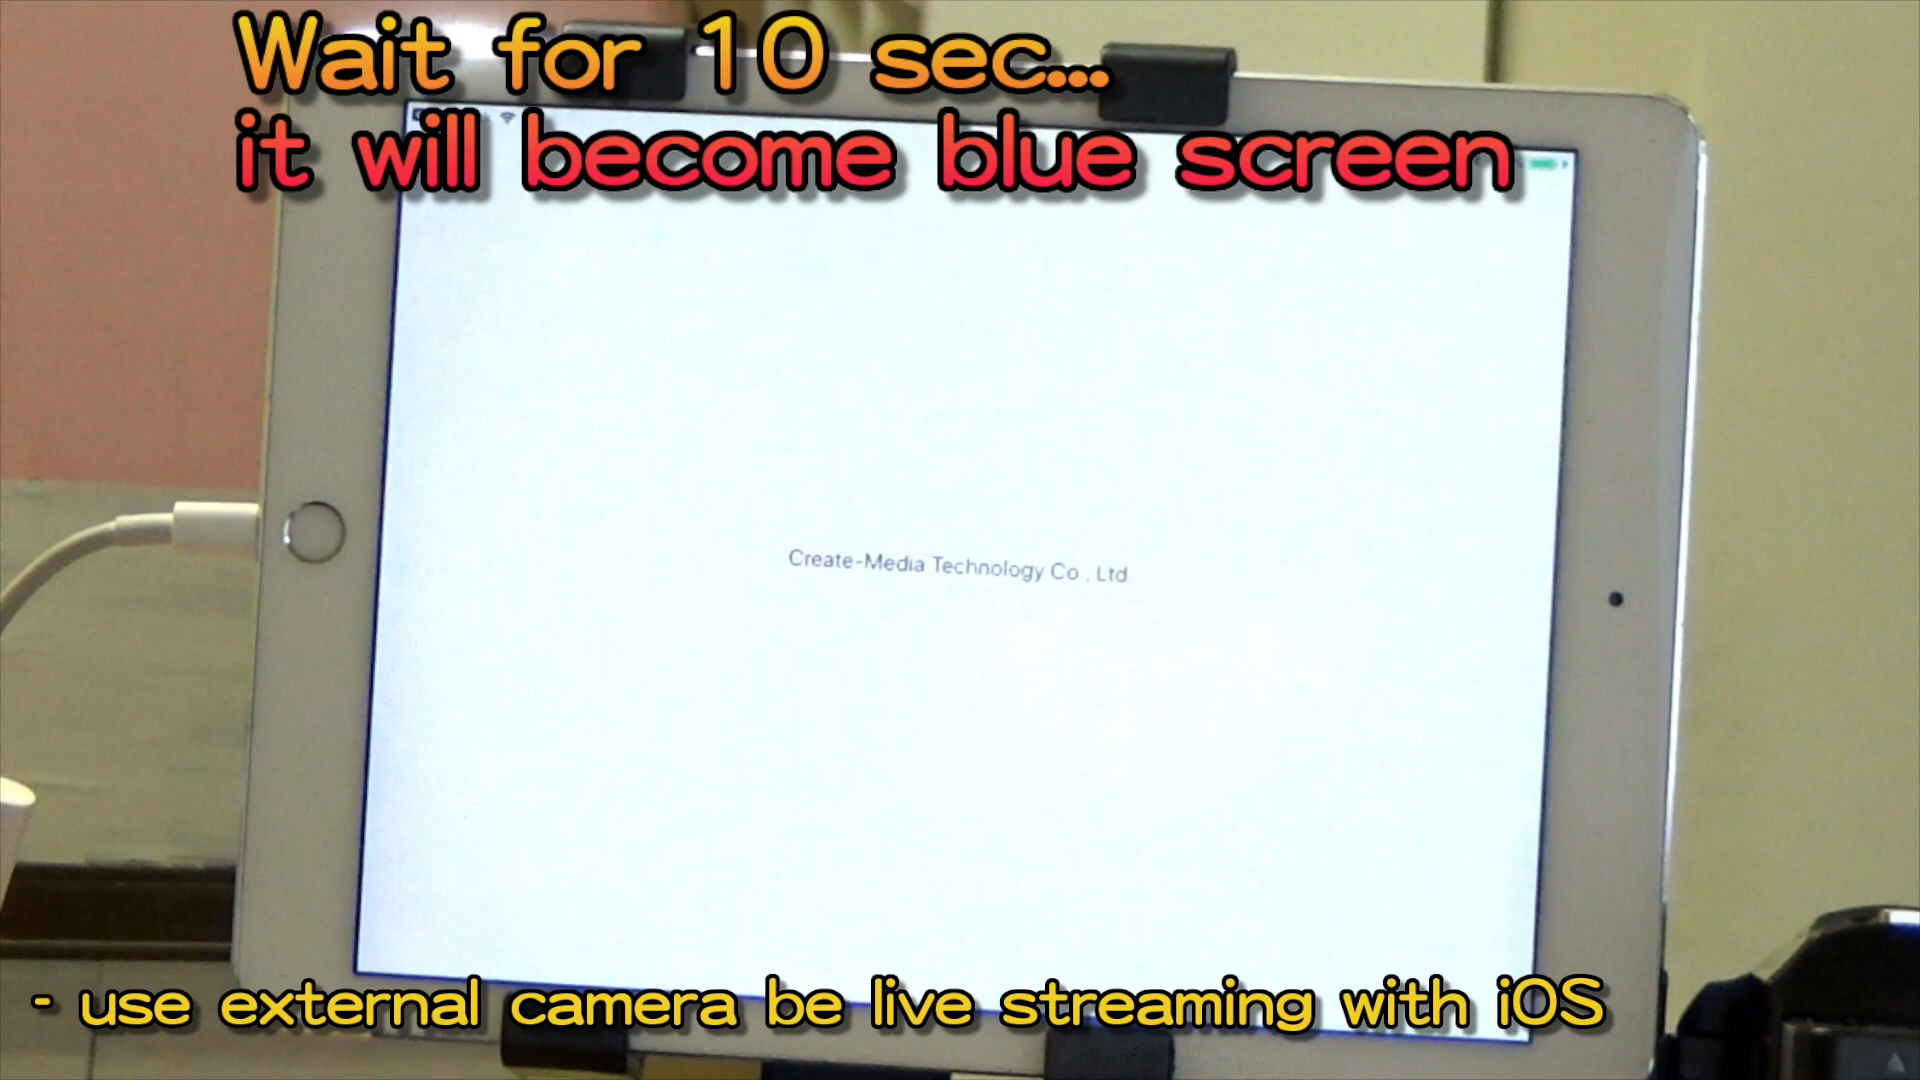 Wait for 10 sec...
it will become blue screen
Create-Media Technology Co., Ltd.
- use external camera be live streaming with iOS